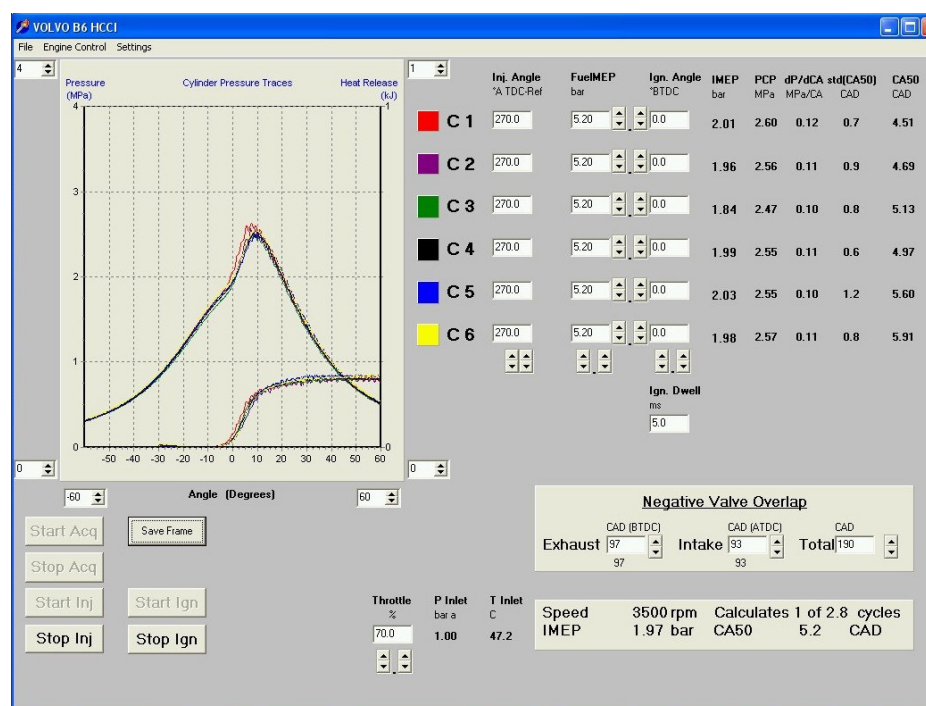 VOLVO B6 HCCI
File Engine Control Settings
4 1
Pressure (MPa) Cylinder Pressure Traces Heat Release (kJ)
4 1
3
2
1
0 0
-50 -40 -30 -20 -10 0 10 20 30 40 50 60
0 0
-60 Angle (Degrees) 60
Inj. Angle FuelMEP Ign. Angle IMEP PCP dP/dCA std(CA50) CA50
°A TDC-Ref bar °BTDC bar MPa MPa/CA CAD CAD
C 1 270.0 5.20 0.0 2.01 2.60 0.12 0.7 4.51
C 2 270.0 5.20 0.0 1.96 2.56 0.11 0.9 4.69
C 3 270.0 5.20 0.0 1.84 2.47 0.10 0.8 5.13
C 4 270.0 5.20 0.0 1.99 2.55 0.11 0.6 4.97
C 5 270.0 5.20 0.0 2.03 2.55 0.10 1.2 5.60
C 6 270.0 5.20 0.0 1.98 2.57 0.11 0.8 5.91
Ign. Dwell
ms
5.0
Start Acq Save Frame
Stop Acq
Start Inj Start Ign
Stop Inj Stop Ign
Throttle P Inlet T Inlet
% bar a C
70.0 1.00 47.2
Negative Valve Overlap
CAD (BTDC) CAD (ATDC) CAD
Exhaust 97 Intake 93 Total 190
97 93
Speed 3500 rpm Calculates 1 of 2.8 cycles
IMEP 1.97 bar CA50 5.2 CAD